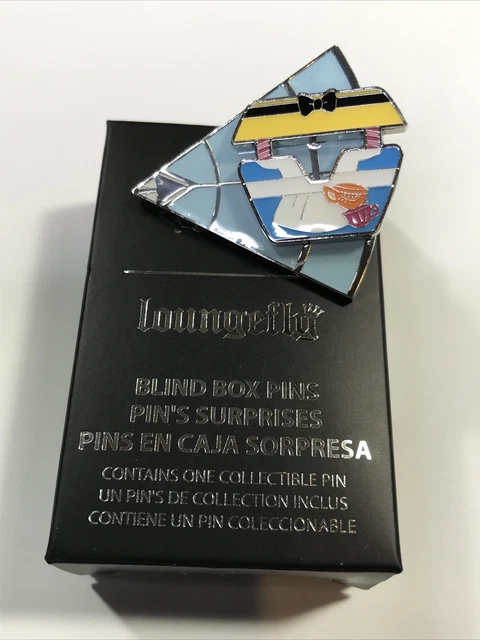 loungefly
BLIND BOX PINS
PIN'S SURPRISES
PINS EN CAJA SORPRESA
CONTAINS ONE COLLECTIBLE PIN
UN PIN'S DE COLLECTION INCLUS
CONTIENE UN PIN COLECCIONABLE